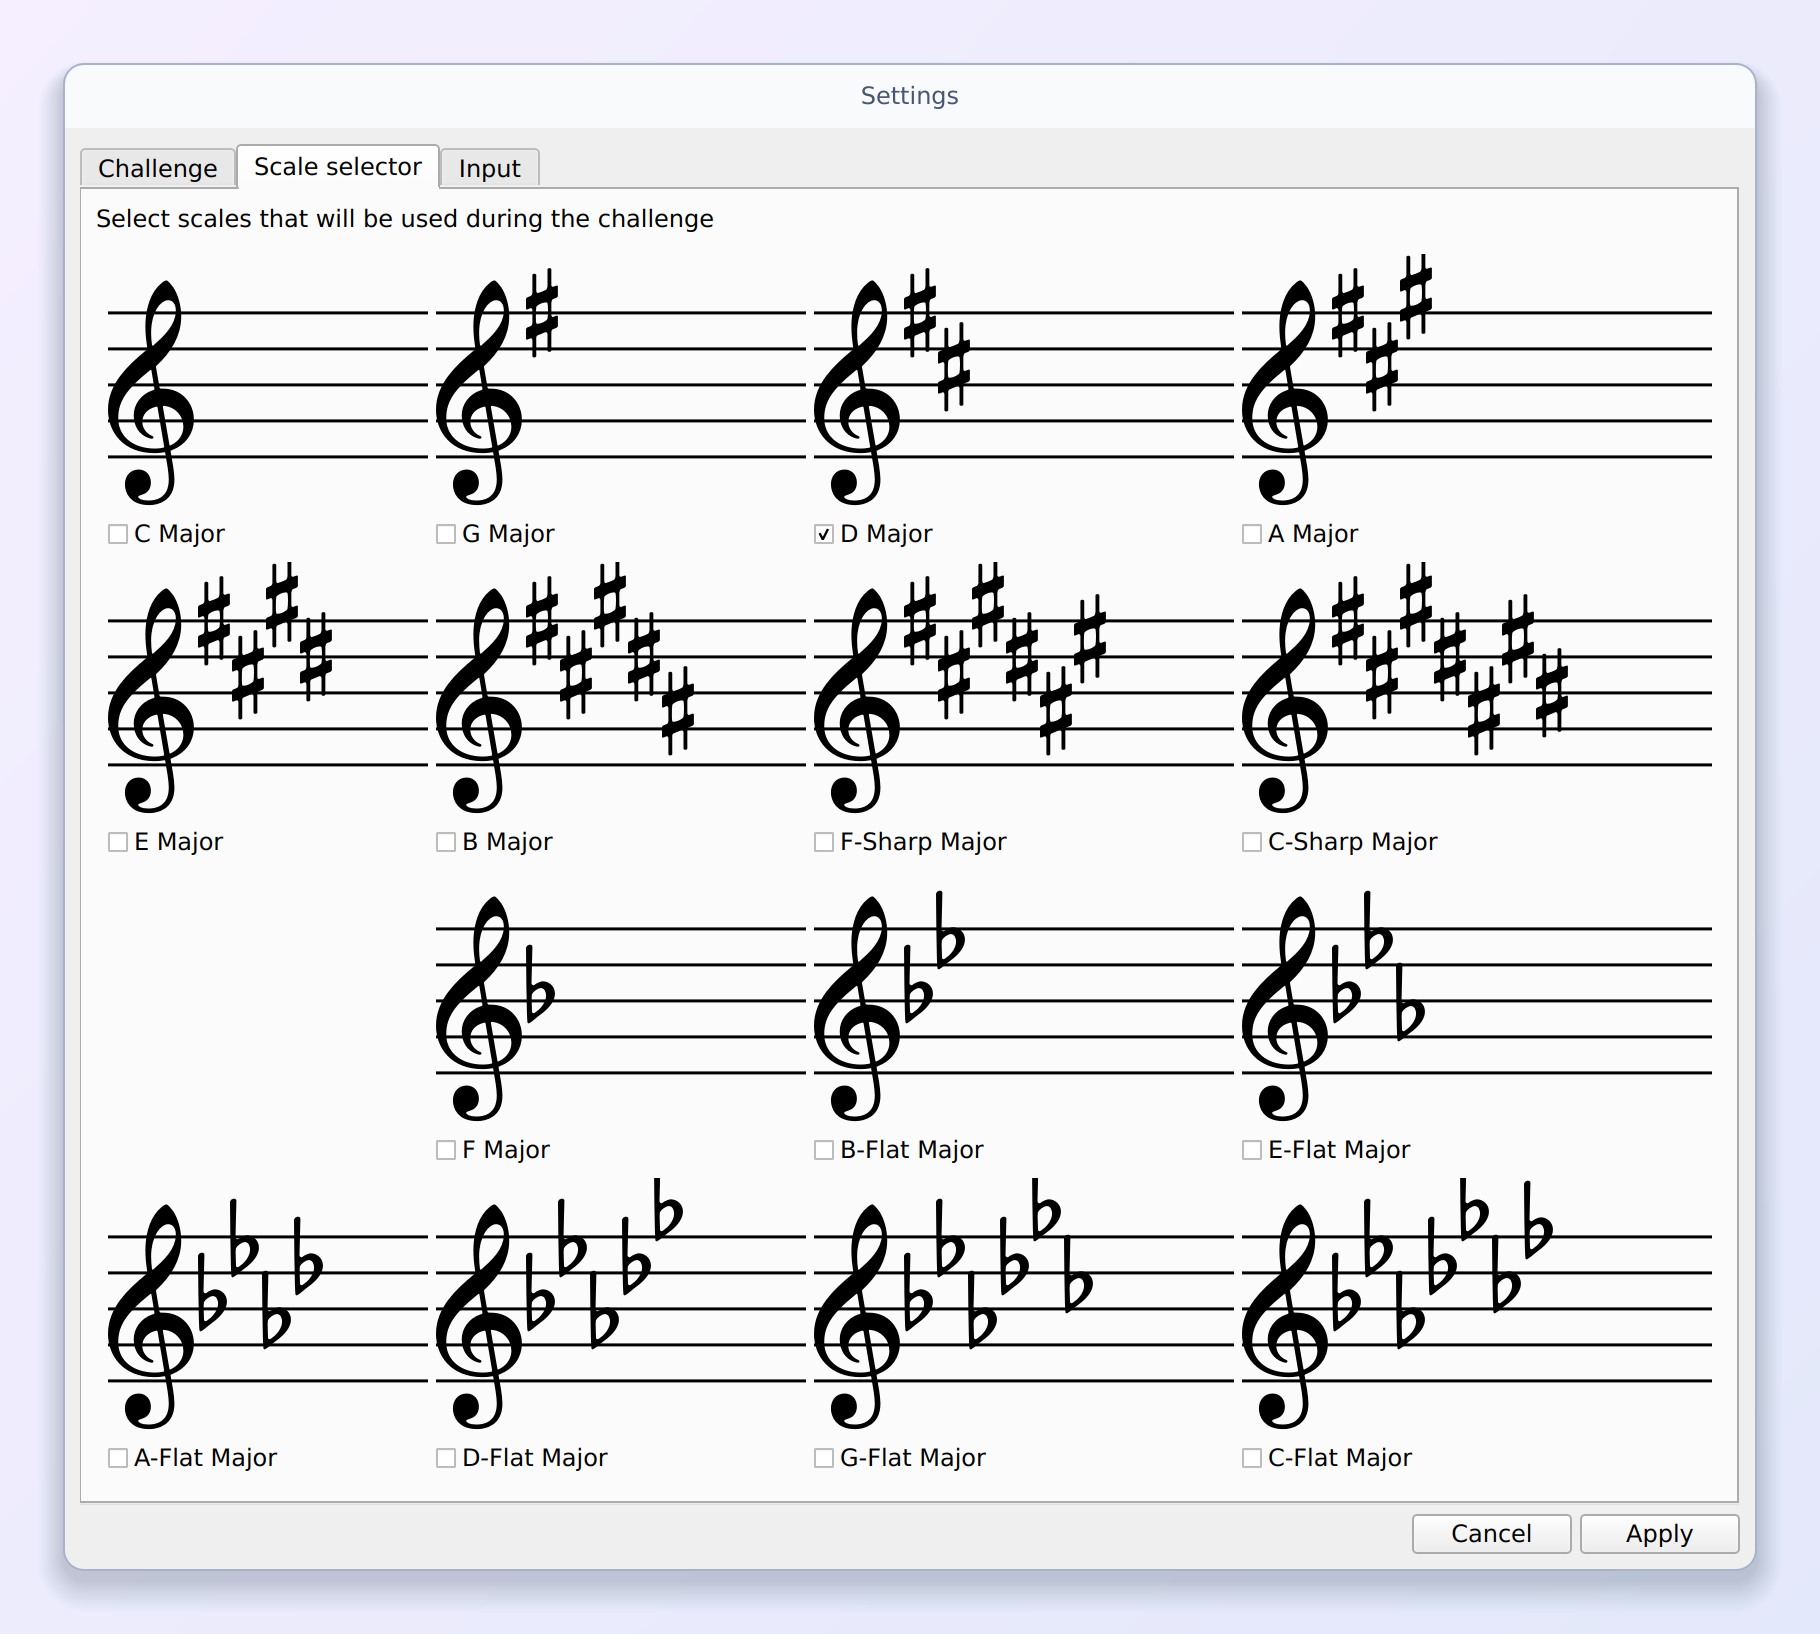 Settings
Challenge
Scale selector
Input
Select scales that will be used during the challenge
C Major
G Major
D Major
A Major
E Major
B Major
F-Sharp Major
C-Sharp Major
F Major
B-Flat Major
E-Flat Major
A-Flat Major
D-Flat Major
G-Flat Major
C-Flat Major
Cancel
Apply